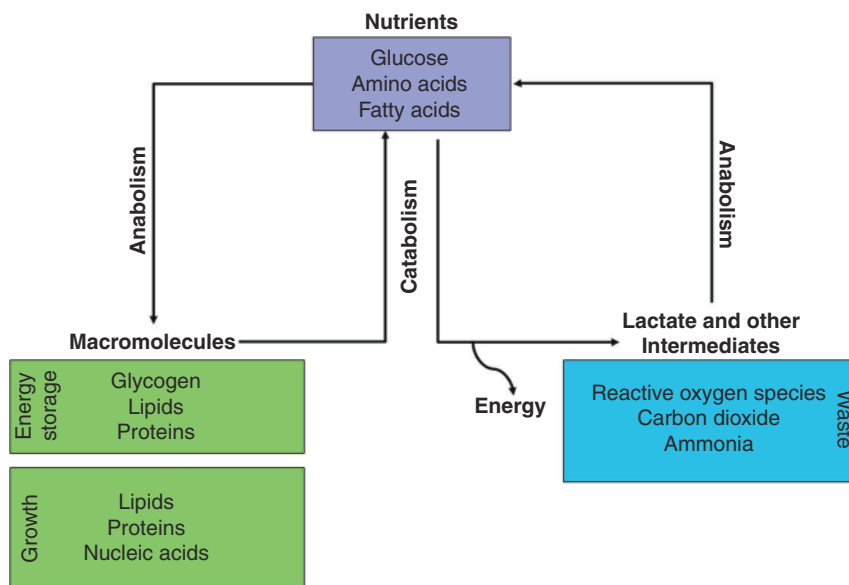 Nutrients
Glucose
Amino acids
Fatty acids
Anabolism
Catabolism
Anabolism
Macromolecules
Energy
storage
Glycogen
Lipids
Proteins
Growth
Lipids
Proteins
Nucleic acids
Energy
Lactate and other
Intermediates
Reactive oxygen species
Carbon dioxide
Ammonia
Waste